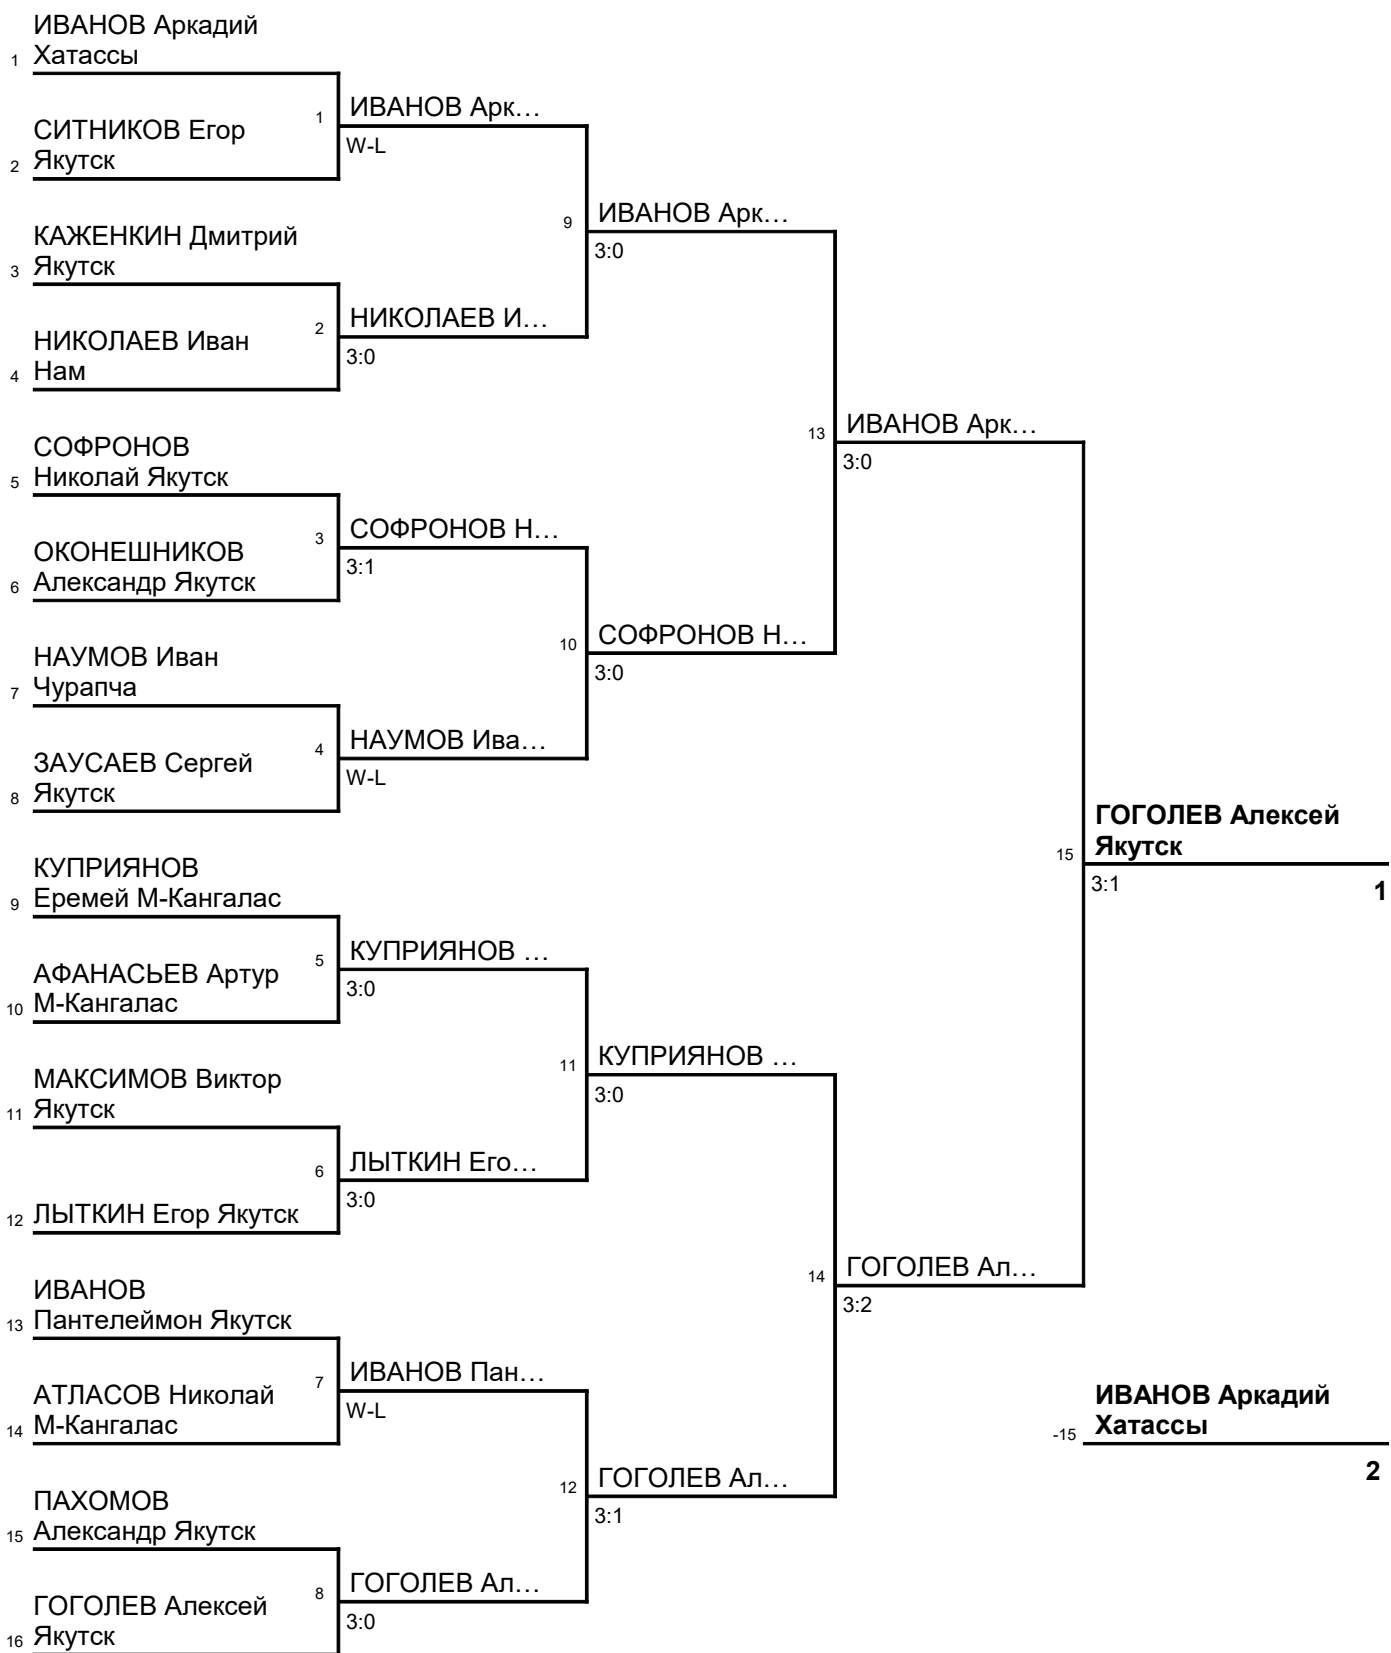 ИВАНОВ Аркадий
1 Хатассы
1 ИВАНОВ Арк…
W-L
СИТНИКОВ Егор
2 Якутск
9 ИВАНОВ Арк…
3:0
КАЖЕНКИН Дмитрий
3 Якутск
2 НИКОЛАЕВ И…
3:0
НИКОЛАЕВ Иван
4 Нам
13 ИВАНОВ Арк…
3:0
СОФРОНОВ
5 Николай Якутск
3 СОФРОНОВ Н…
3:1
ОКОНЕШНИКОВ
6 Александр Якутск
10 СОФРОНОВ Н…
3:0
НАУМОВ Иван
7 Чурапча
4 НАУМОВ Ива…
W-L
ЗАУСАЕВ Сергей
8 Якутск
ГОГОЛЕВ Алексей
15 Якутск
3:1
1
КУПРИЯНОВ
9 Еремей М-Кангалас
5 КУПРИЯНОВ …
3:0
АФАНАСЬЕВ Артур
10 М-Кангалас
11 КУПРИЯНОВ …
3:0
МАКСИМОВ Виктор
11 Якутск
6 ЛЫТКИН Его…
3:0
12 ЛЫТКИН Егор Якутск
14 ГОГОЛЕВ Ал…
3:2
ИВАНОВ
13 Пантелеймон Якутск
7 ИВАНОВ Пан…
W-L
АТЛАСОВ Николай
14 М-Кангалас
ИВАНОВ Аркадий
-15 Хатассы
2
12 ГОГОЛЕВ Ал…
3:1
ПАХОМОВ
15 Александр Якутск
8 ГОГОЛЕВ Ал…
3:0
ГОГОЛЕВ Алексей
16 Якутск